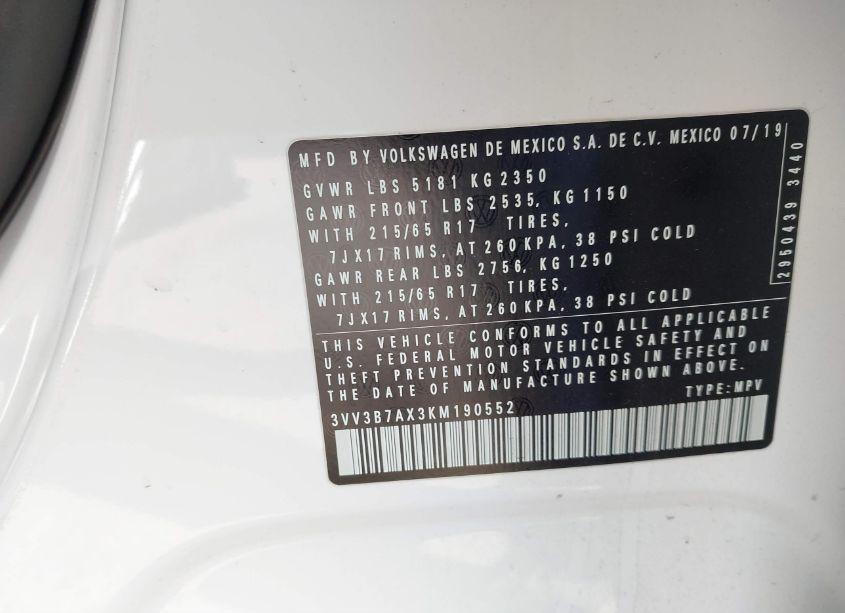 MFD BY VOLKSWAGEN DE MEXICO S.A. DE C.V. MEXICO 07/19
GVWR LBS 5181 KG 2350
GAWR FRONT LBS 2535, KG 1150
WITH 215/65 R17 TIRES,
7JX17 RIMS, AT 260 KPA, 38 PSI COLD
GAWR REAR LBS 2756, KG 1250
WITH 215/65 R17 TIRES,
7JX17 RIMS, AT 260 KPA, 38 PSI COLD
2950439 3440
THIS VEHICLE CONFORMS TO ALL APPLICABLE
U.S. FEDERAL MOTOR VEHICLE SAFETY AND
THEFT PREVENTION STANDARDS IN EFFECT ON
THE DATE OF MANUFACTURE SHOWN ABOVE.
3VV3B7AX3KM190552 TYPE:MPV